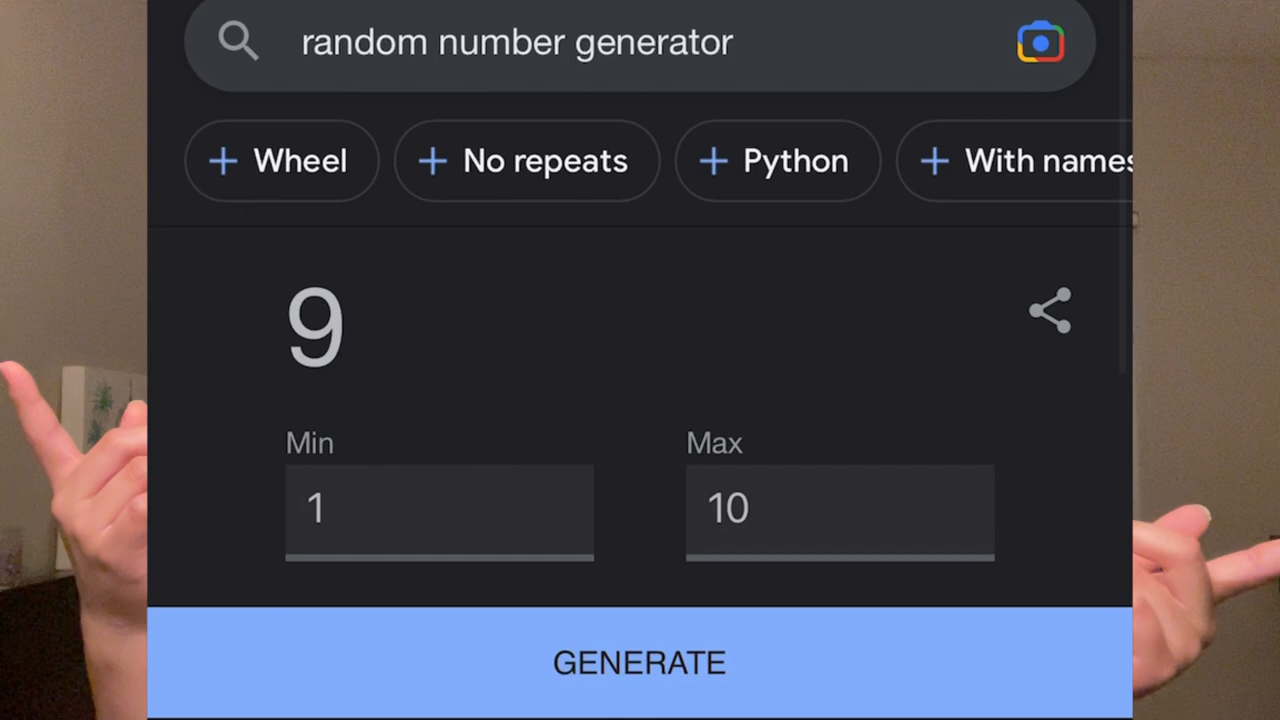 random number generator
+ Wheel + No repeats + Python + With names
9
Min Max
1 10
GENERATE